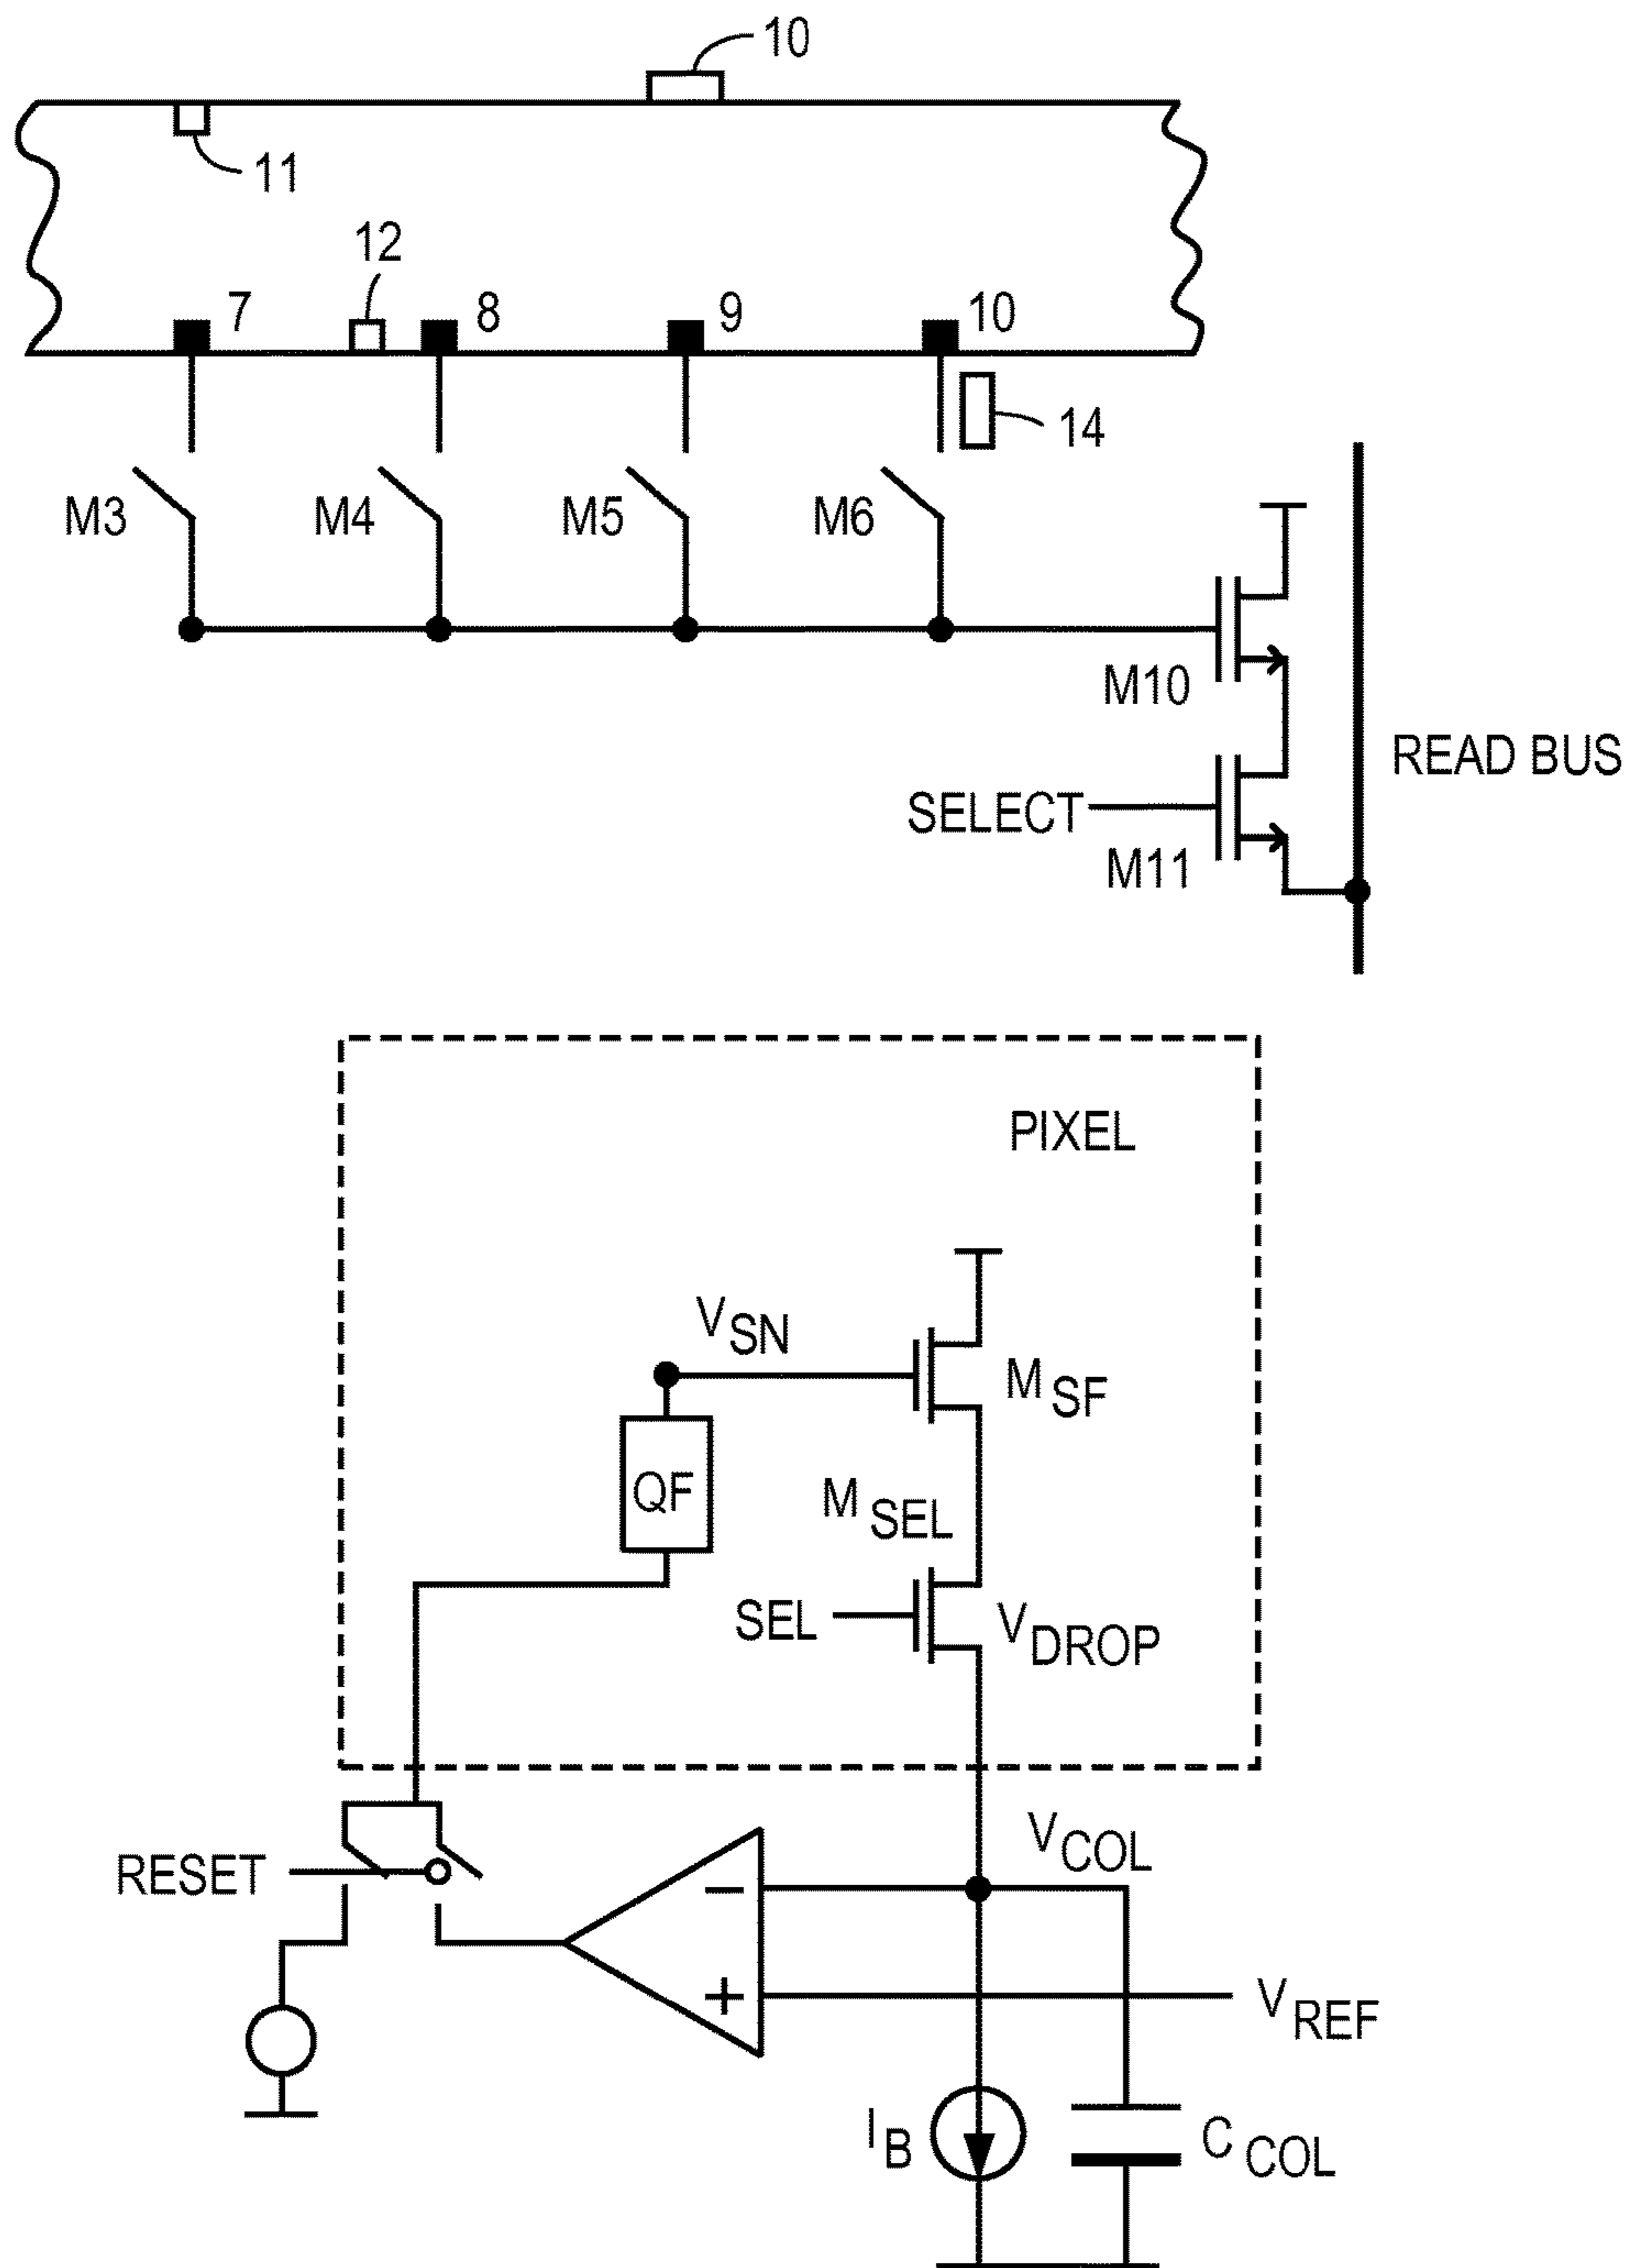 10
11
12
7 8 9 10
14
M3 M4 M5 M6
M10
READ BUS
SELECT
M11
PIXEL
VSN
MSF
QF
MSEL
SEL
VDROP
VCOL
RESET
−
+
VREF
IB
CCOL